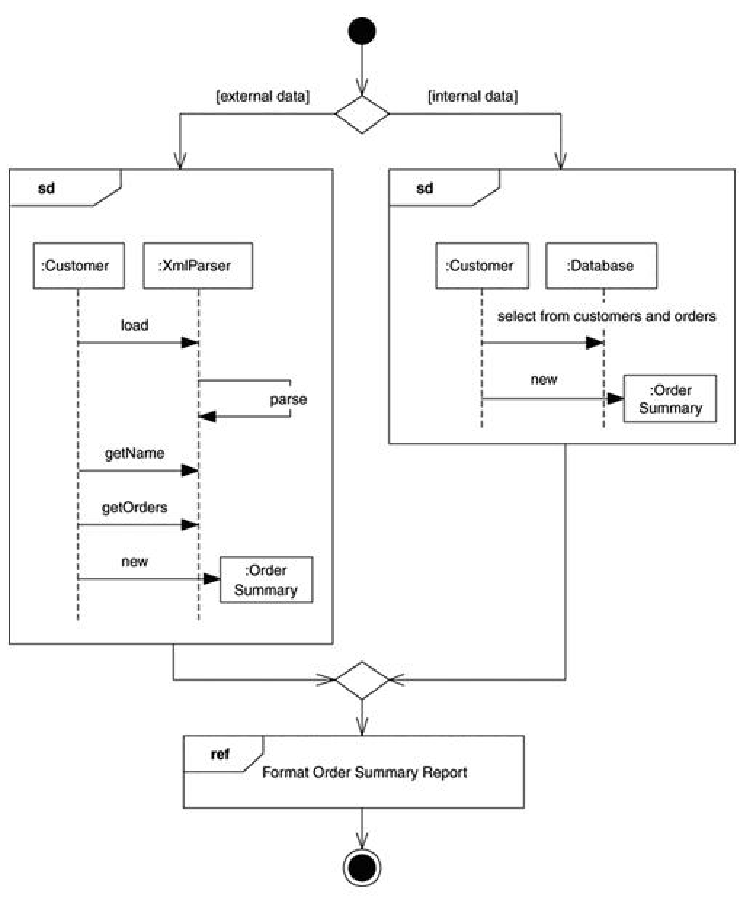 [external data]
[internal data]
sd
:Customer
:XmlParser
load
parse
getName
getOrders
new
:Order
Summary
sd
:Customer
:Database
select from customers and orders
new
:Order
Summary
ref
Format Order Summary Report